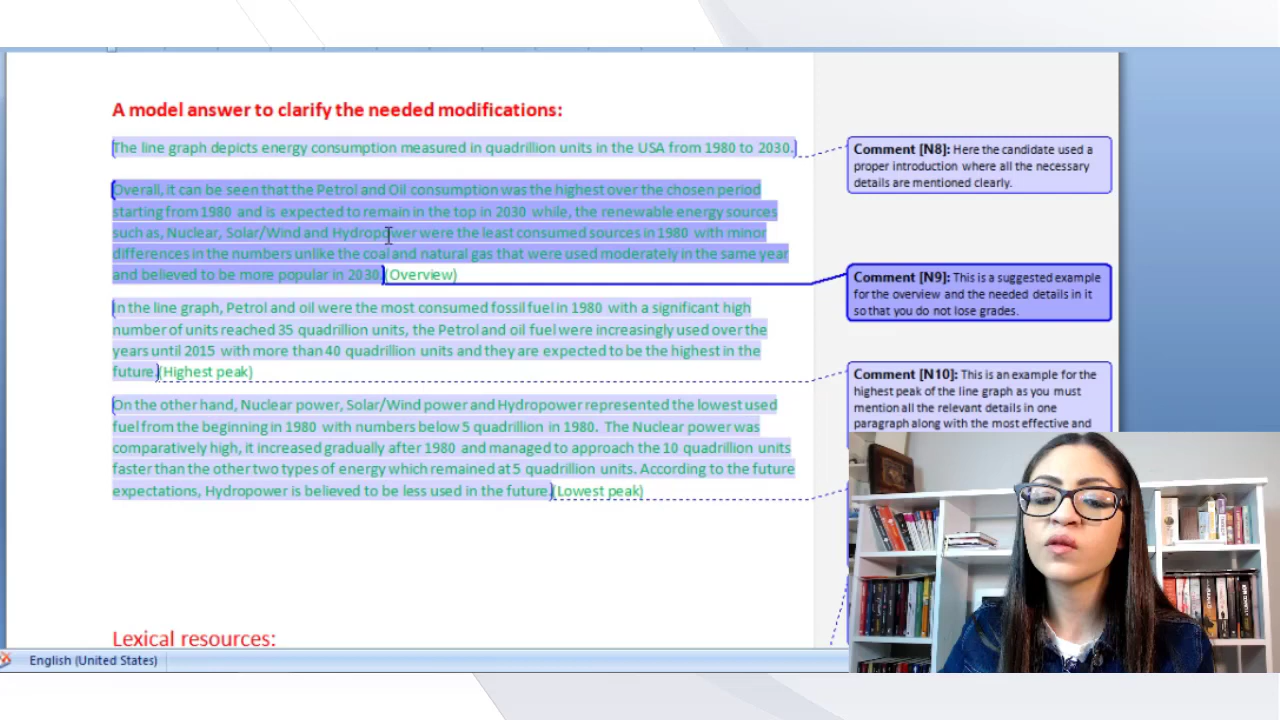 A model answer to clarify the needed modifications:
The line graph depicts energy consumption measured in quadrillion units in the USA from 1980 to 2030.
Overall, it can be seen that the Petrol and Oil consumption was the highest over the chosen period
starting from 1980 and is expected to remain in the top in 2030 while, the renewable energy sources
such as, Nuclear, Solar/Wind and Hydropower were the least consumed sources in 1980 with minor
differences in the numbers unlike the coal and natural gas that were used moderately in the same year
and believed to be more popular in 2030.(Overview)
In the line graph, Petrol and oil were the most consumed fossil fuel in 1980 with a significant high
number of units reached 35 quadrillion units, the Petrol and oil fuel were increasingly used over the
years until 2015 with more than 40 quadrillion units and they are expected to be the highest in the
future.(Highest peak)
On the other hand, Nuclear power, Solar/Wind power and Hydropower represented the lowest used
fuel from the beginning in 1980 with numbers below 5 quadrillion in 1980. The Nuclear power was
comparatively high, it increased gradually after 1980 and managed to approach the 10 quadrillion units
faster than the other two types of energy which remained at 5 quadrillion units. According to the future
expectations, Hydropower is believed to be less used in the future.(Lowest peak)
Lexical resources:
Comment [N8]: Here the candidate used a
proper introduction where all the necessary
details are mentioned clearly.
Comment [N9]: This is a suggested example
for the overview and the needed details in it
so that you do not lose grades.
Comment [N10]: This is an example for the
highest peak of the line graph as you must
mention all the relevant details in one
paragraph along with the most effective and
English (United States)